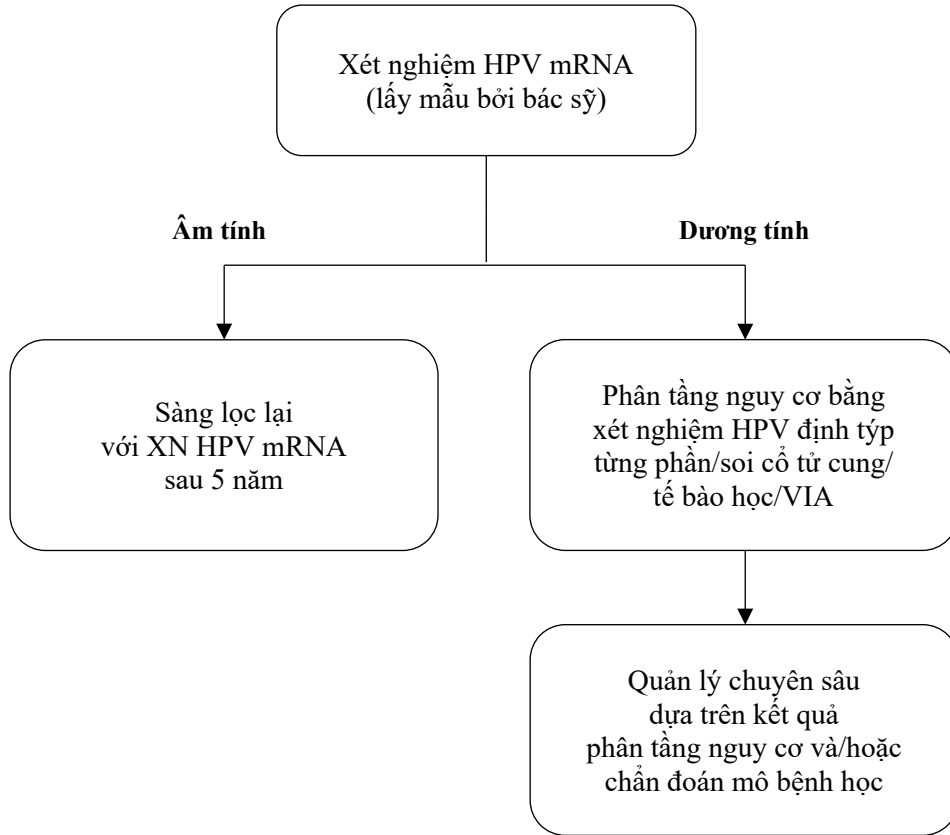 Xét nghiệm HPV mRNA
(lấy mẫu bởi bác sỹ)
Âm tính
Dương tính
Sàng lọc lại
với XN HPV mRNA
sau 5 năm
Phân tầng nguy cơ bằng
xét nghiệm HPV định týp
từng phần/soi cổ tử cung/
tế bào học/VIA
Quản lý chuyên sâu
dựa trên kết quả
phân tầng nguy cơ và/hoặc
chẩn đoán mô bệnh học